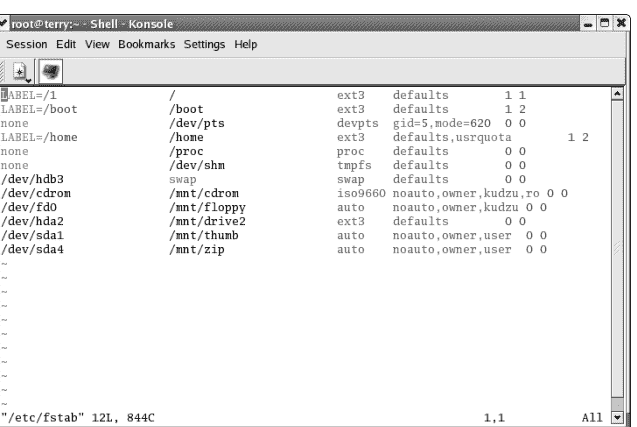 root@terry:~ - Shell - Konsole
Session Edit View Bookmarks Settings Help
LABEL=/1 / ext3 defaults 1 1
LABEL=/boot /boot ext3 defaults 1 2
none /dev/pts devpts gid=5,mode=620 0 0
LABEL=/home /home ext3 defaults,usrquota 1 2
none /proc proc defaults 0 0
none /dev/shm tmpfs defaults 0 0
/dev/hdb3 swap swap defaults 0 0
/dev/cdrom /mnt/cdrom iso9660 noauto,owner,kudzu,ro 0 0
/dev/fd0 /mnt/floppy auto noauto,owner,kudzu 0 0
/dev/hda2 /mnt/drive2 ext3 defaults 0 0
/dev/sda1 /mnt/thumb auto noauto,owner,user 0 0
/dev/sda4 /mnt/zip auto noauto,owner,user 0 0
~
~
~
~
~
~
~
~
~
~
~
"/etc/fstab" 12L, 844C 1,1 All